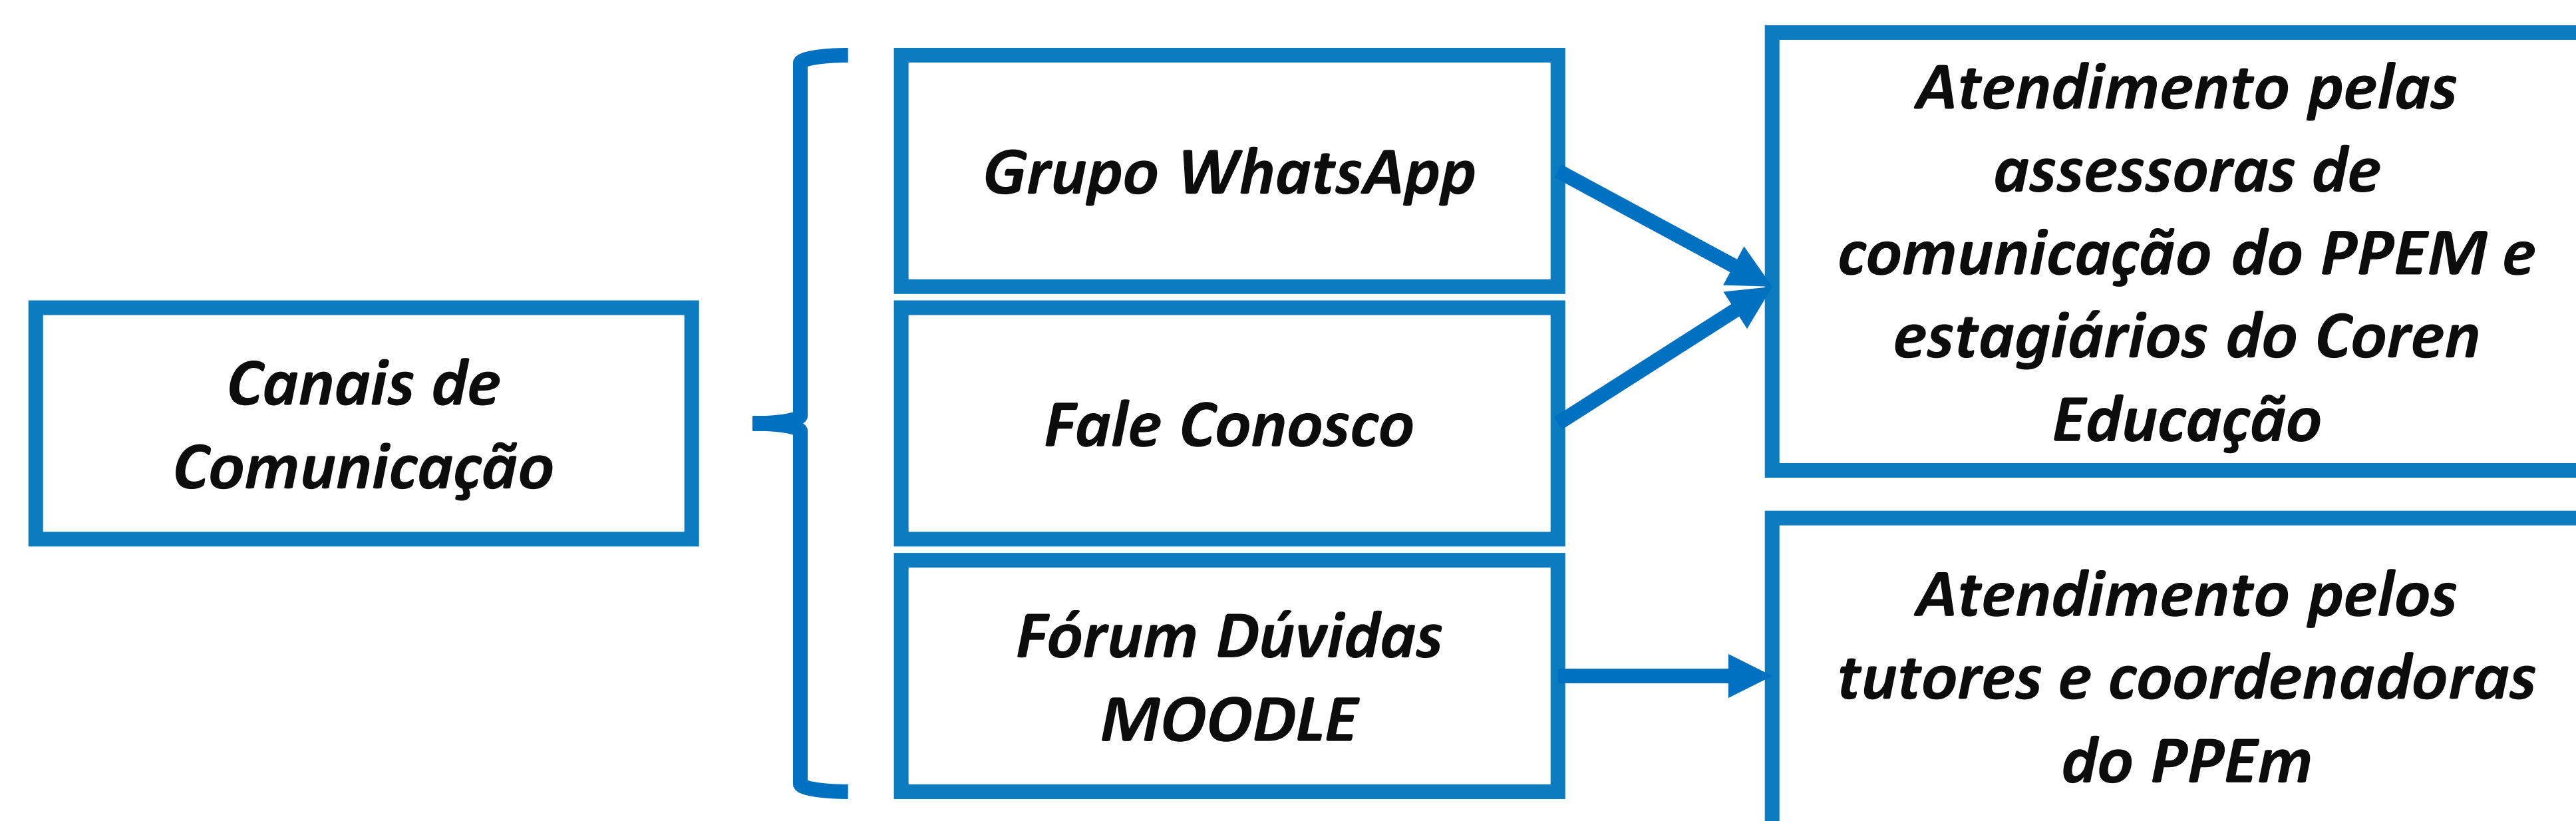 Canais de
Comunicação
Grupo WhatsApp
Fale Conosco
Fórum Dúvidas
MOODLE
Atendimento pelas
assessoras de
comunicação do PPEM e
estagiários do Coren
Educação
Atendimento pelos
tutores e coordenadoras
do PPEm